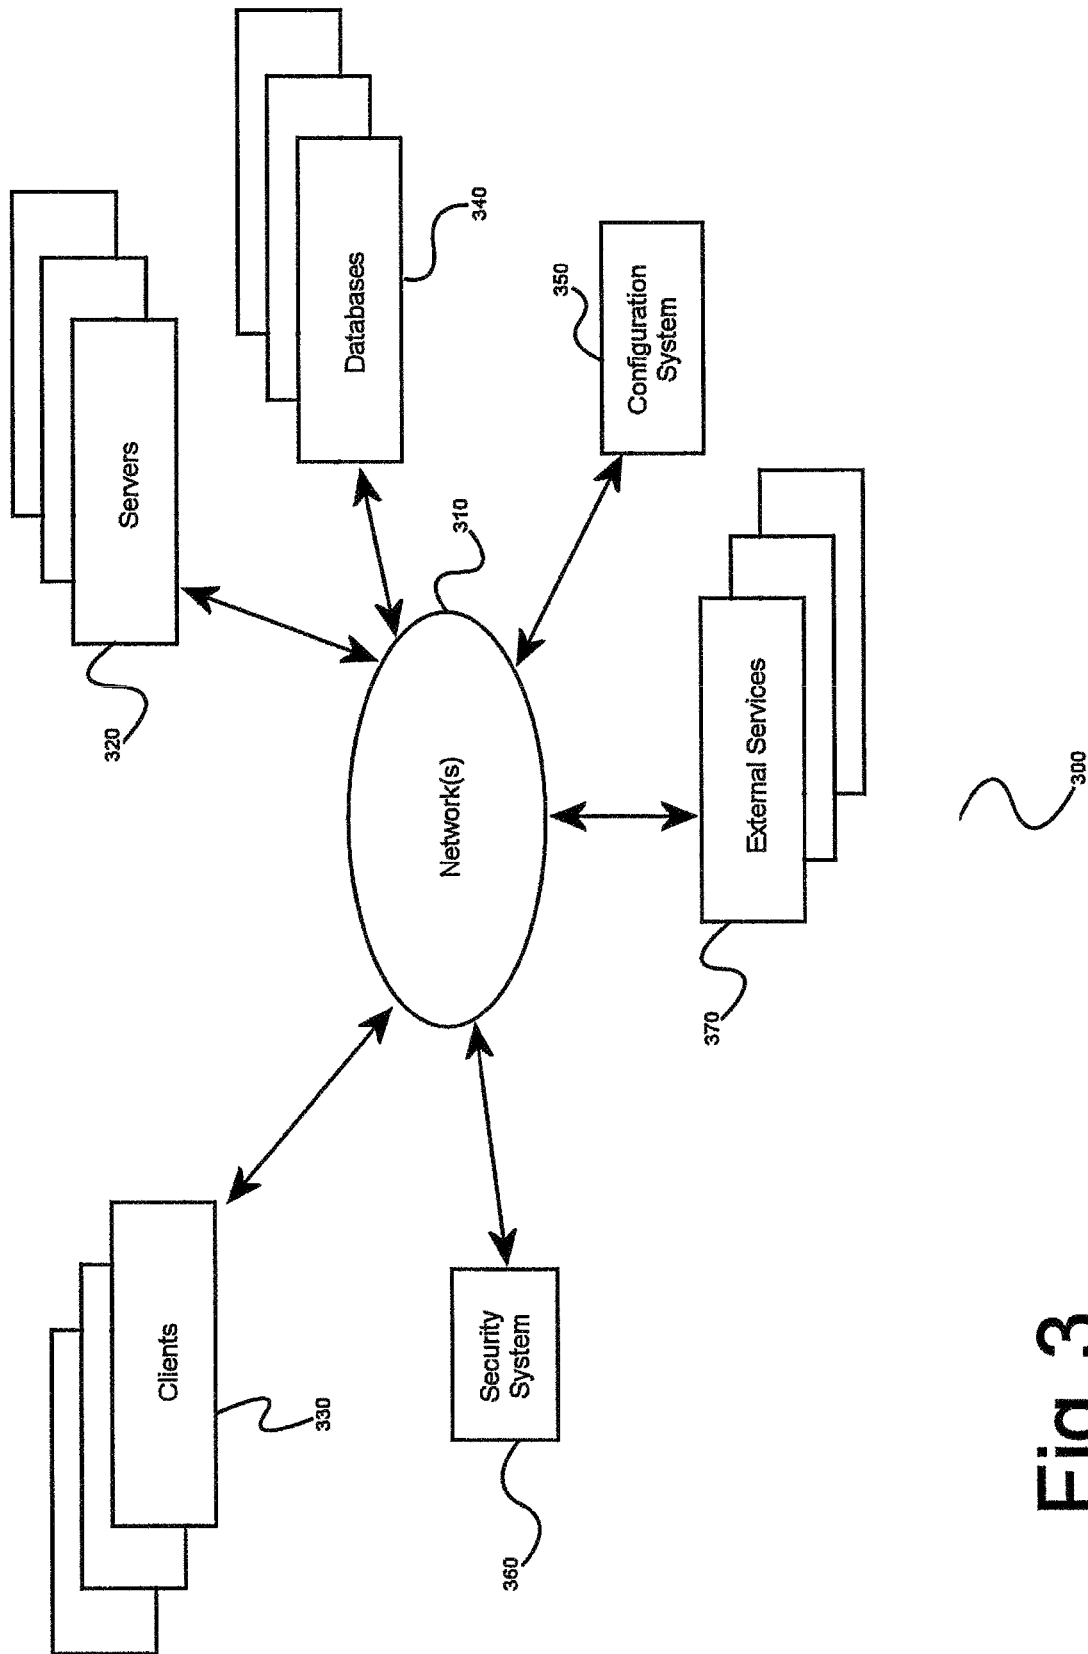 Servers
320
Clients
330
Databases
340
Network(s)
310
Security
System
360
Configuration
System
350
External Services
370
300
Fig. 3